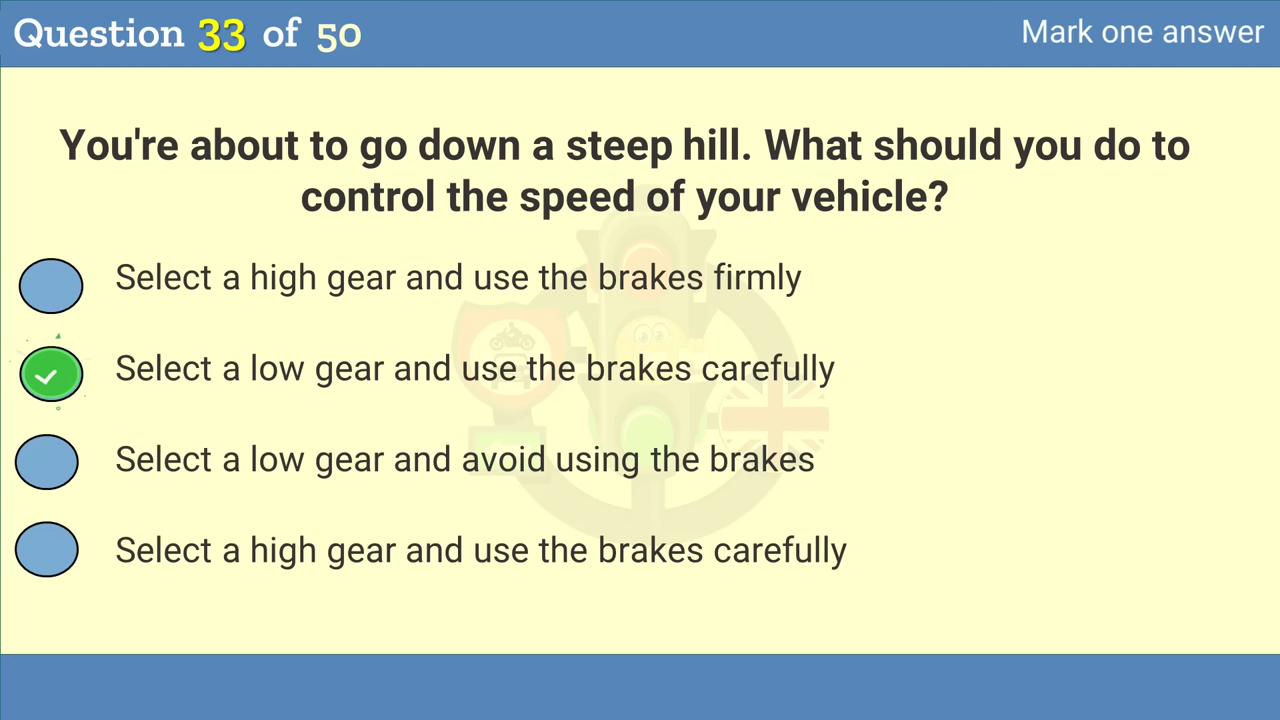 Question 33 of 50
Mark one answer
You're about to go down a steep hill. What should you do to
control the speed of your vehicle?
Select a high gear and use the brakes firmly
Select a low gear and use the brakes carefully
Select a low gear and avoid using the brakes
Select a high gear and use the brakes carefully